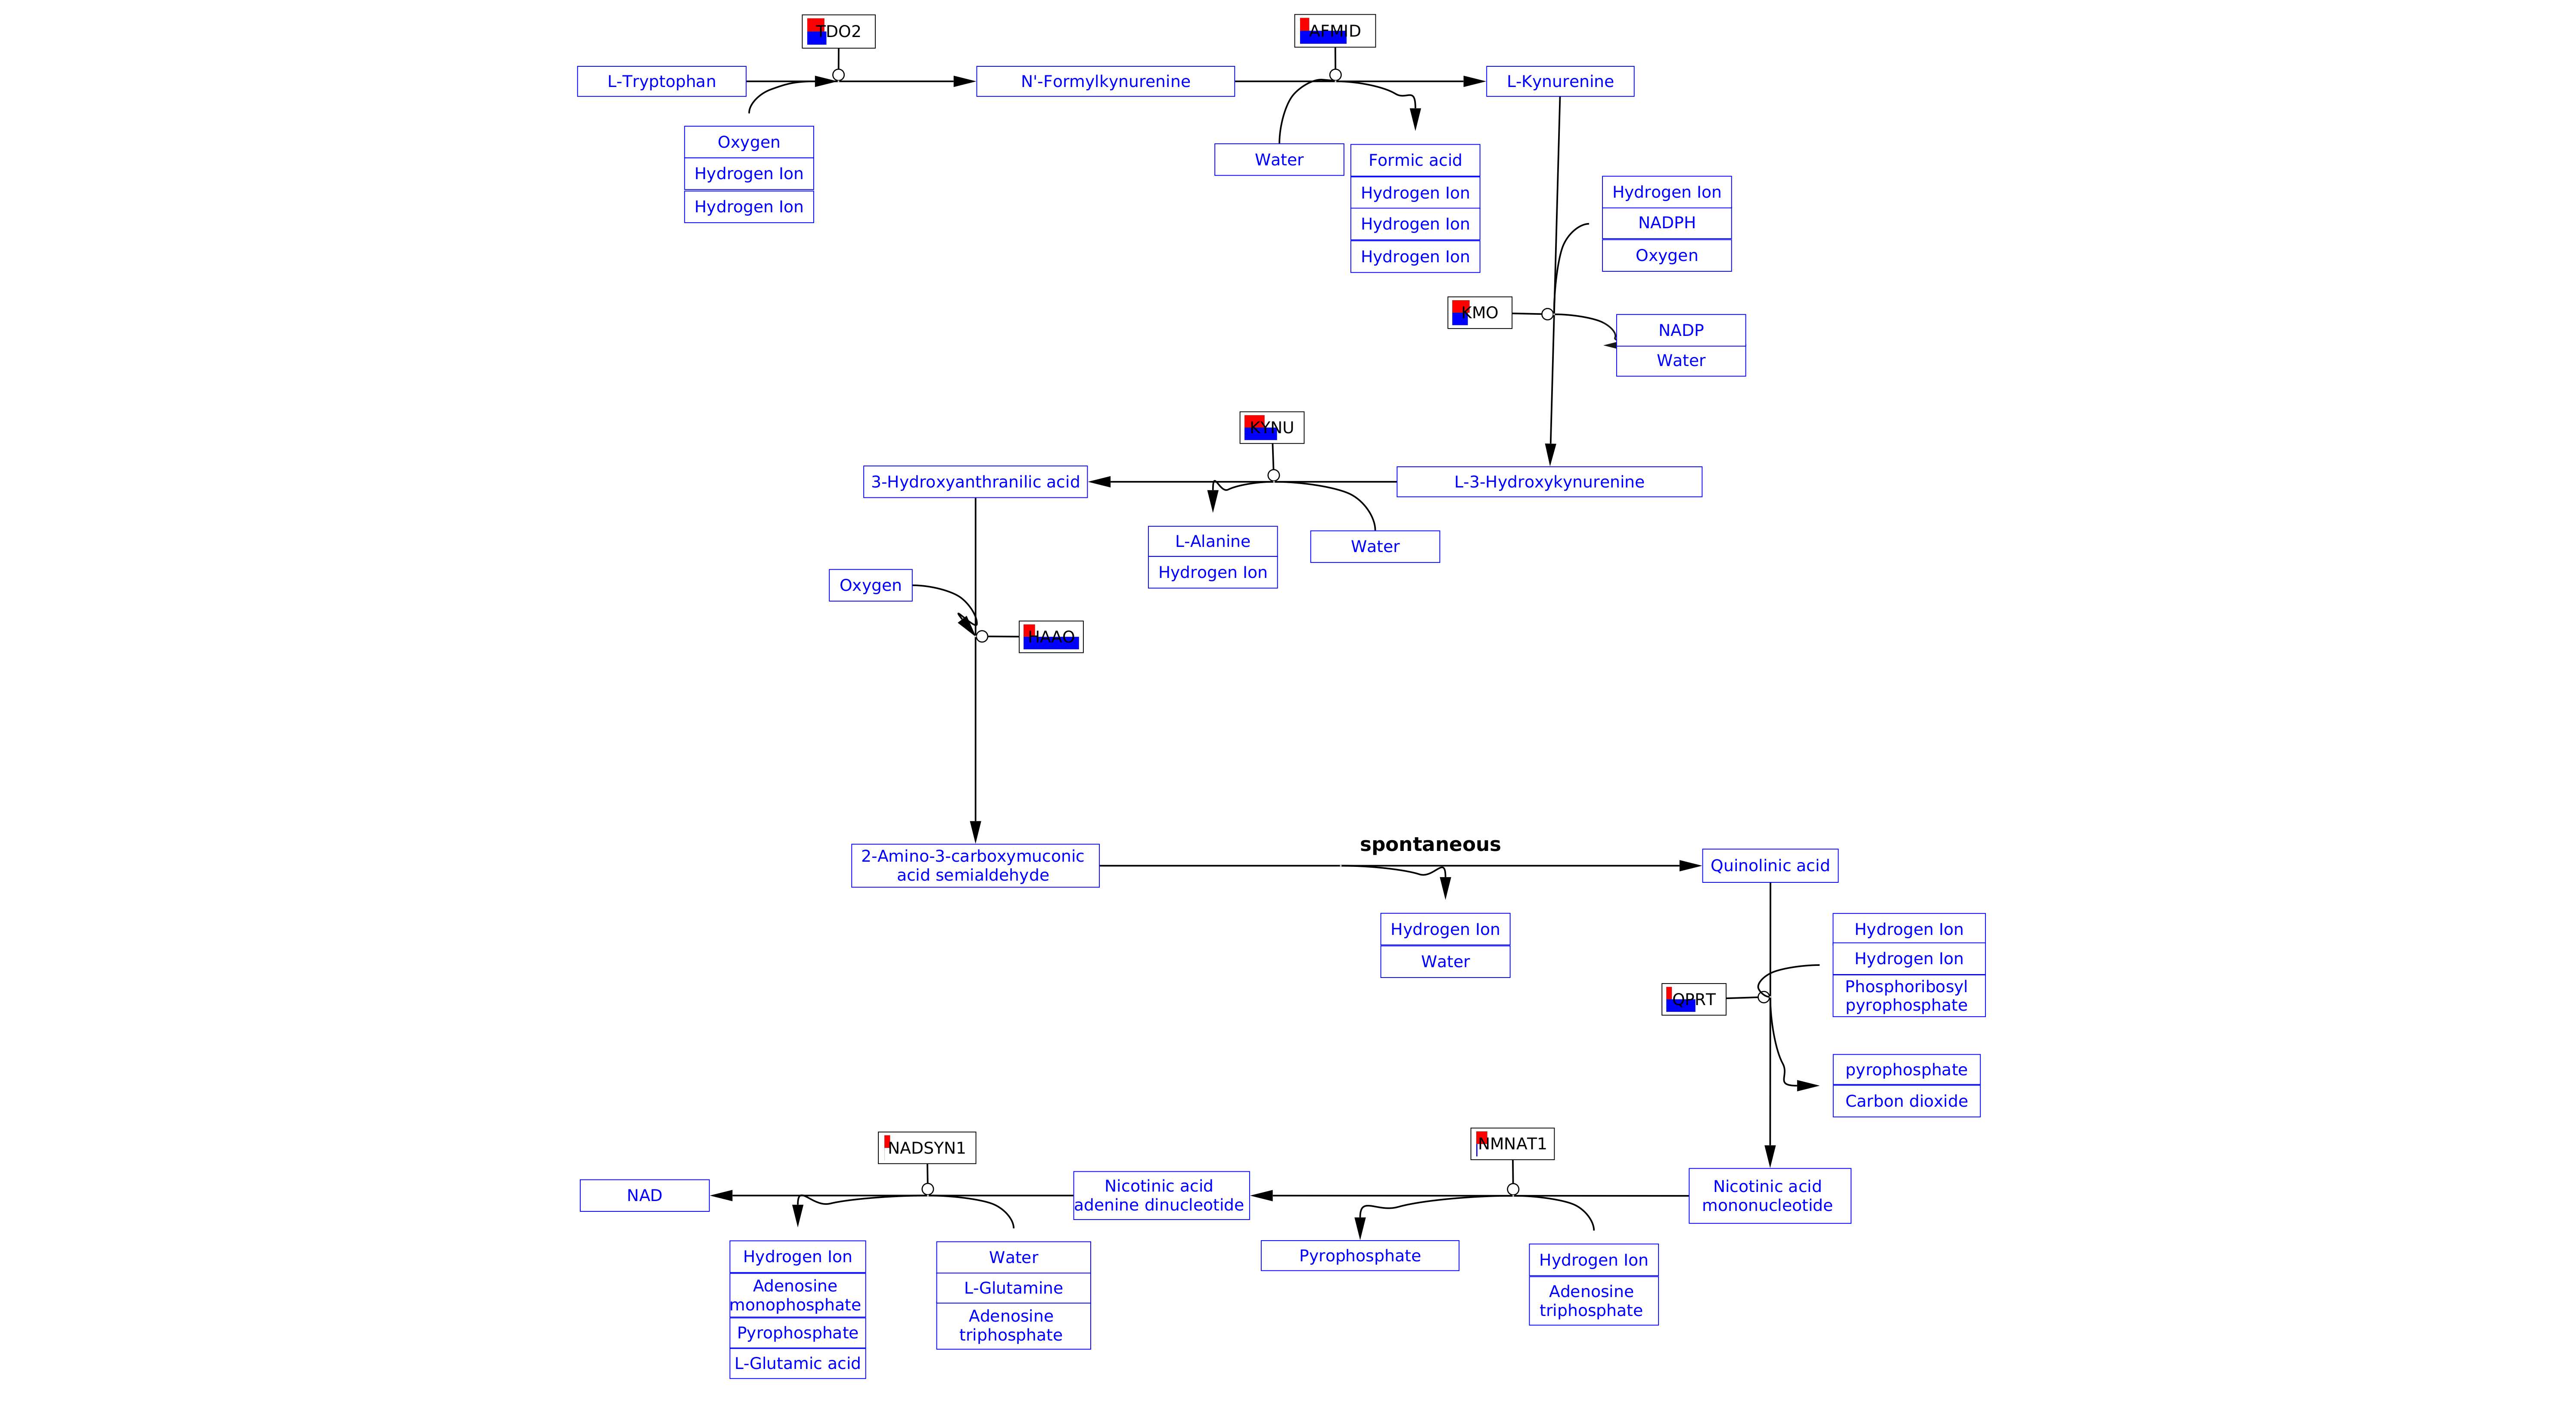 TDO2
AFMID
L-Tryptophan
N'-Formylkynurenine
L-Kynurenine
Oxygen
Hydrogen Ion
Hydrogen Ion
Water
Formic acid
Hydrogen Ion
Hydrogen Ion
Hydrogen Ion
Hydrogen Ion
NADPH
Oxygen
KMO
NADP
Water
KYNU
3-Hydroxyanthranilic acid
L-3-Hydroxykynurenine
L-Alanine
Hydrogen Ion
Water
Oxygen
HAAO
2-Amino-3-carboxymuconic
acid semialdehyde
spontaneous
Quinolinic acid
Hydrogen Ion
Water
Hydrogen Ion
Hydrogen Ion
Phosphoribosyl
pyrophosphate
QPRT
pyrophosphate
Carbon dioxide
NADSYN1
NMNAT1
NAD
Nicotinic acid
adenine dinucleotide
Nicotinic acid
mononucleotide
Hydrogen Ion
Adenosine
monophosphate
Pyrophosphate
L-Glutamic acid
Water
L-Glutamine
Adenosine
triphosphate
Pyrophosphate
Hydrogen Ion
Adenosine
triphosphate